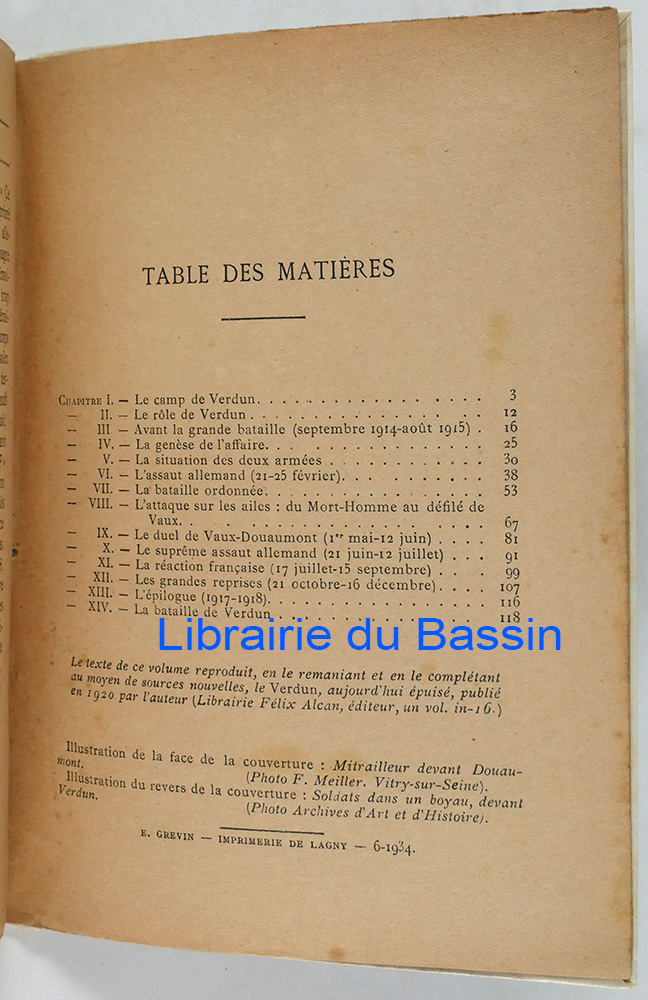 TABLE DES MATIÈRES
CHAPITRE I. — Le camp de Verdun. . . . . . . . . . . . . . . . . 3
— II. — Le rôle de Verdun . . . . . . . . . . . . . . . . 12
— III — Avant la grande bataille (septembre 1914-août 1915) . 16
— IV. — La genèse de l'affaire. . . . . . . . . . . . . . . 25
— V. — La situation des deux armées . . . . . . . . . . . 30
— VI. — L'assaut allemand (21-25 février). . . . . . . . . . 38
— VII. — La bataille ordonnée. . . . . . . . . . . . . . . 53
— VIII. — L'attaque sur les ailes : du Mort-Homme au défilé de
Vaux. . . . . . . . . . . . . . . . . . . 67
— IX. — Le duel de Vaux-Douaumont (1er mai-12 juin) . . . . 81
— X. — Le suprême assaut allemand (21 juin-12 juillet) . . . 91
— XI. — La réaction française (17 juillet-15 septembre) . . . 99
— XII. — Les grandes reprises (21 octobre-16 décembre). . . . 107
— XIII. — L'épilogue (1917-1918). . . . . . . . . . . . . . 116
— XIV. — La bataille de Verdun. . . . . . . . . . . . . . 118
Librairie du Bassin
Le texte de ce volume reproduit, en le remaniant et en le complétant
au moyen de sources nouvelles, le Verdun, aujourd'hui épuisé, publié
en 1920 par l'auteur (Librairie Félix Alcan, éditeur, un vol. in-16.)
Illustration de la face de la couverture : Mitrailleur devant Douau-
mont. (Photo F. Meiller. Vitry-sur-Seine).
Illustration du revers de la couverture : Soldats dans un boyau, devant
Verdun. (Photo Archives d'Art et d'Histoire).
E. GREVIN — IMPRIMERIE DE LAGNY — 6-1934.